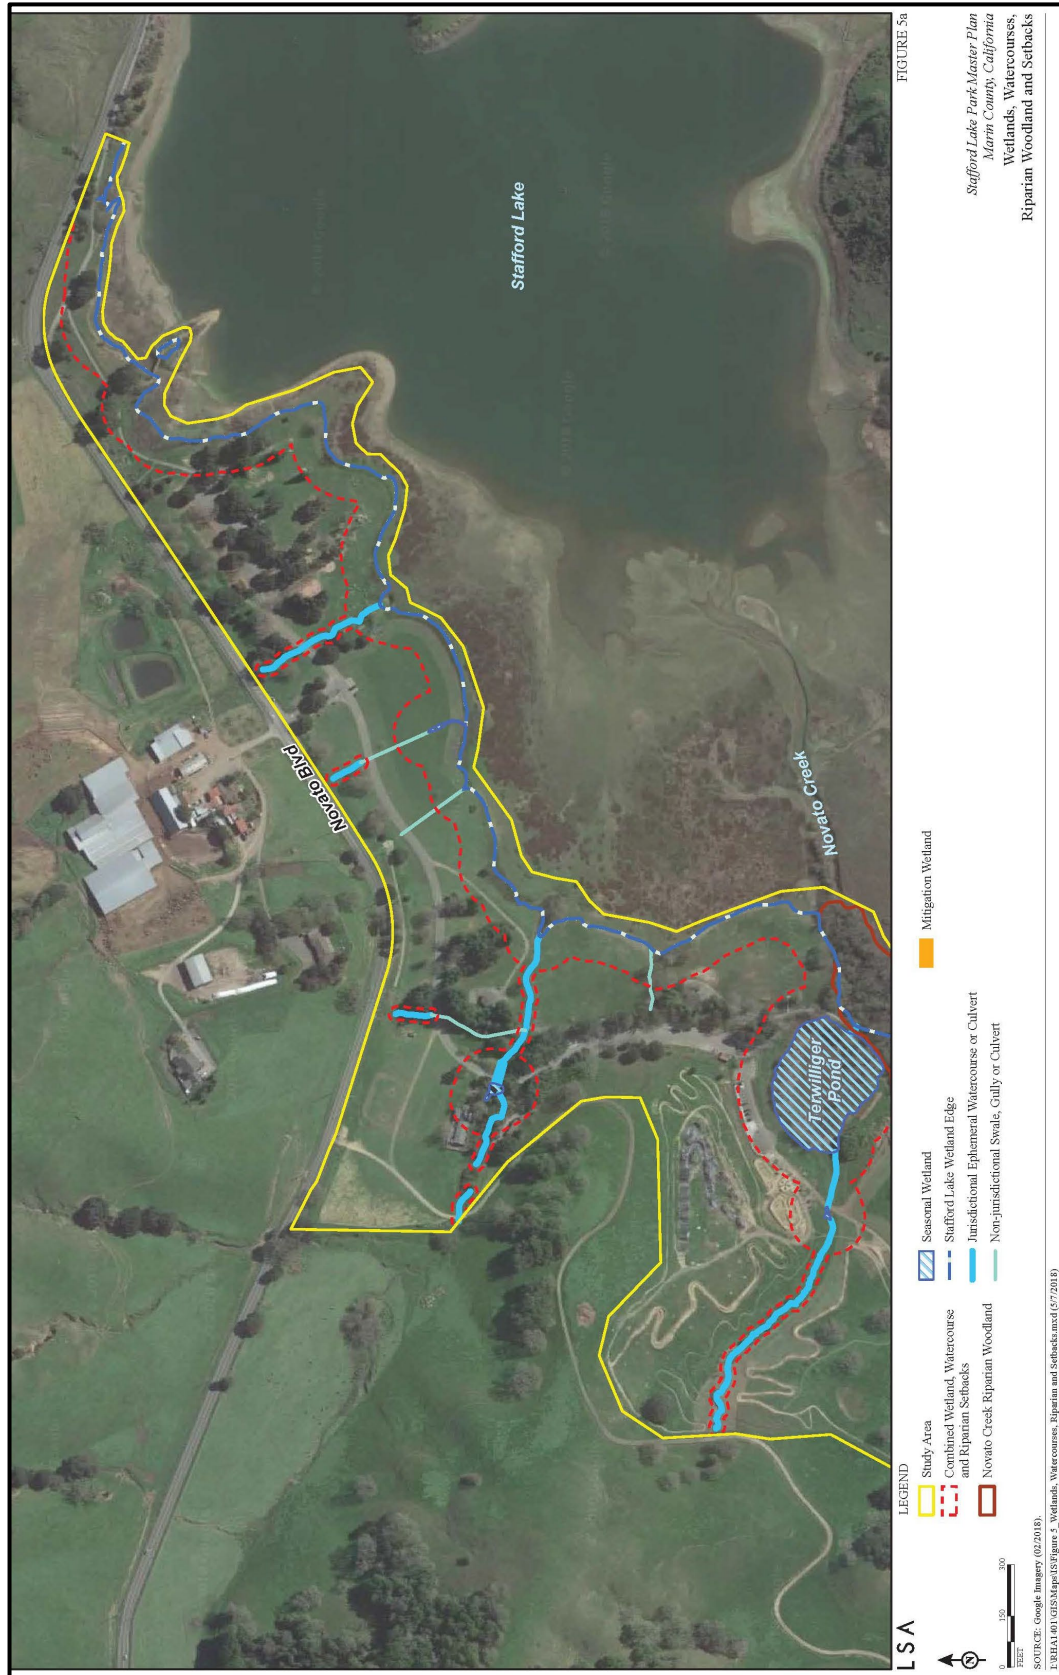 Stafford Lake
Novato Blvd
Novato Creek
Terwilliger
Pond
LSA
FIGURE 5a
LEGEND
Study Area
Combined Wetland, Watercourse
and Riparian Setbacks
Novato Creek Riparian Woodland
Seasonal Wetland
Stafford Lake Wetland Edge
Jurisdictional Ephemeral Watercourse or Culvert
Non-jurisdictional Swale, Gully or Culvert
Mitigation Wetland
N
0 150 300
FEET
Stafford Lake Park Master Plan
Marin County, California
Wetlands, Watercourses,
Riparian Woodland and Setbacks
SOURCE: Google Imagery (02/2018).
I:\RHA1401\GIS\Maps\IS\Figure 5_Wetlands, Watercourses, Riparian and Setbacks.mxd (5/7/2018)